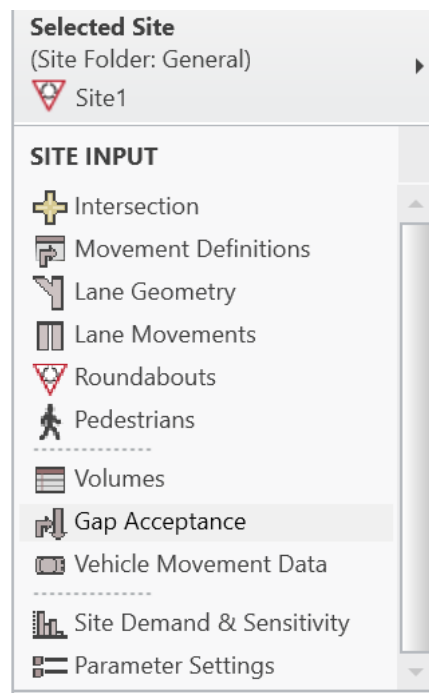 Selected Site
(Site Folder: General)
Site1
SITE INPUT
Intersection
Movement Definitions
Lane Geometry
Lane Movements
Roundabouts
Pedestrians
Volumes
Gap Acceptance
Vehicle Movement Data
Site Demand & Sensitivity
Parameter Settings